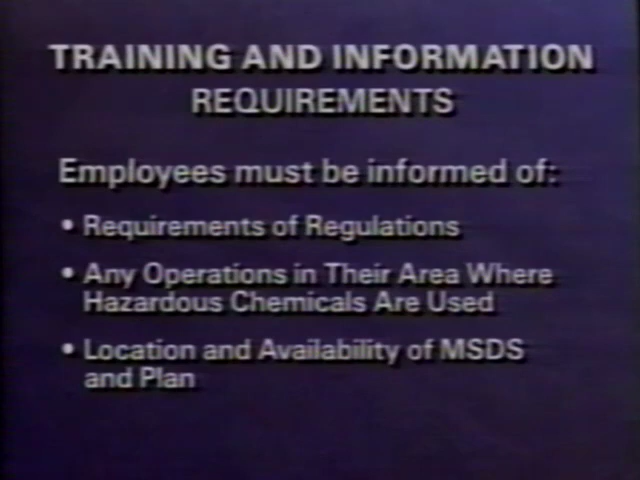 TRAINING AND INFORMATION
REQUIREMENTS
Employees must be informed of:
• Requirements of Regulations
• Any Operations in Their Area Where
Hazardous Chemicals Are Used
• Location and Availability of MSDS
and Plan